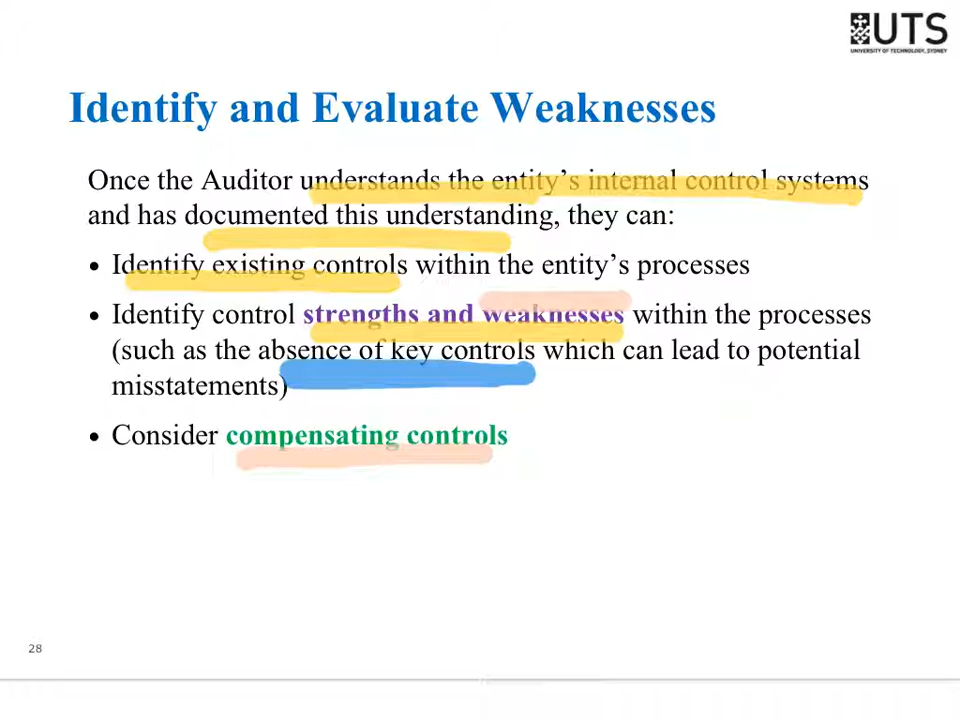 UTS
UNIVERSITY OF TECHNOLOGY, SYDNEY
Identify and Evaluate Weaknesses
Once the Auditor understands the entity’s internal control systems
and has documented this understanding, they can:
• Identify existing controls within the entity’s processes
• Identify control strengths and weaknesses within the processes
(such as the absence of key controls which can lead to potential
misstatements)
• Consider compensating controls
28